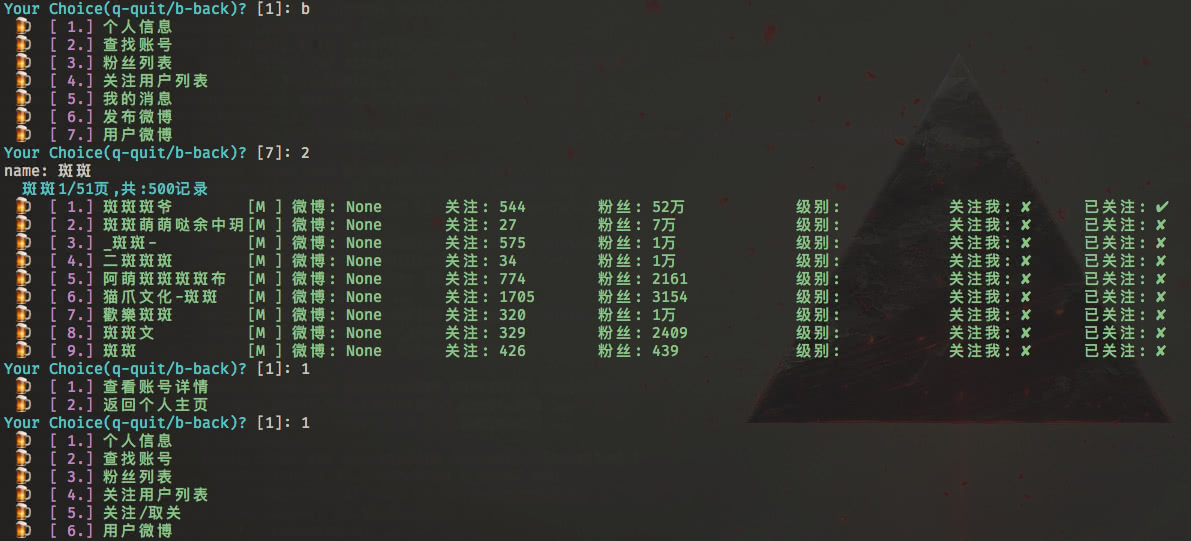 Your Choice(q-quit/b-back)? [1]: b
[ 1.] 个人信息
[ 2.] 查找账号
[ 3.] 粉丝列表
[ 4.] 关注用户列表
[ 5.] 我的消息
[ 6.] 发布微博
[ 7.] 用户微博
Your Choice(q-quit/b-back)? [7]: 2
name: 斑斑
斑斑1/51页,共:500记录
[ 1.] 斑斑斑爷 [M ] 微博: None 关注: 544 粉丝: 52万 级别: 关注我: ✘ 已关注: ✔
[ 2.] 斑斑萌萌哒余中玥 [M ] 微博: None 关注: 27 粉丝: 7万 级别: 关注我: ✘ 已关注: ✘
[ 3.] _斑斑- [M ] 微博: None 关注: 575 粉丝: 1万 级别: 关注我: ✘ 已关注: ✘
[ 4.] 二斑斑斑 [M ] 微博: None 关注: 34 粉丝: 1万 级别: 关注我: ✘ 已关注: ✘
[ 5.] 阿萌斑斑斑斑布 [M ] 微博: None 关注: 774 粉丝: 2161 级别: 关注我: ✘ 已关注: ✘
[ 6.] 猫爪文化-斑斑 [M ] 微博: None 关注: 1705 粉丝: 3154 级别: 关注我: ✘ 已关注: ✘
[ 7.] 歡樂斑斑 [M ] 微博: None 关注: 320 粉丝: 1万 级别: 关注我: ✘ 已关注: ✘
[ 8.] 斑斑文 [M ] 微博: None 关注: 329 粉丝: 2409 级别: 关注我: ✘ 已关注: ✘
[ 9.] 斑斑 [M ] 微博: None 关注: 426 粉丝: 439 级别: 关注我: ✘ 已关注: ✘
Your Choice(q-quit/b-back)? [1]: 1
[ 1.] 查看账号详情
[ 2.] 返回个人主页
Your Choice(q-quit/b-back)? [1]: 1
[ 1.] 个人信息
[ 2.] 查找账号
[ 3.] 粉丝列表
[ 4.] 关注用户列表
[ 5.] 关注/取关
[ 6.] 用户微博